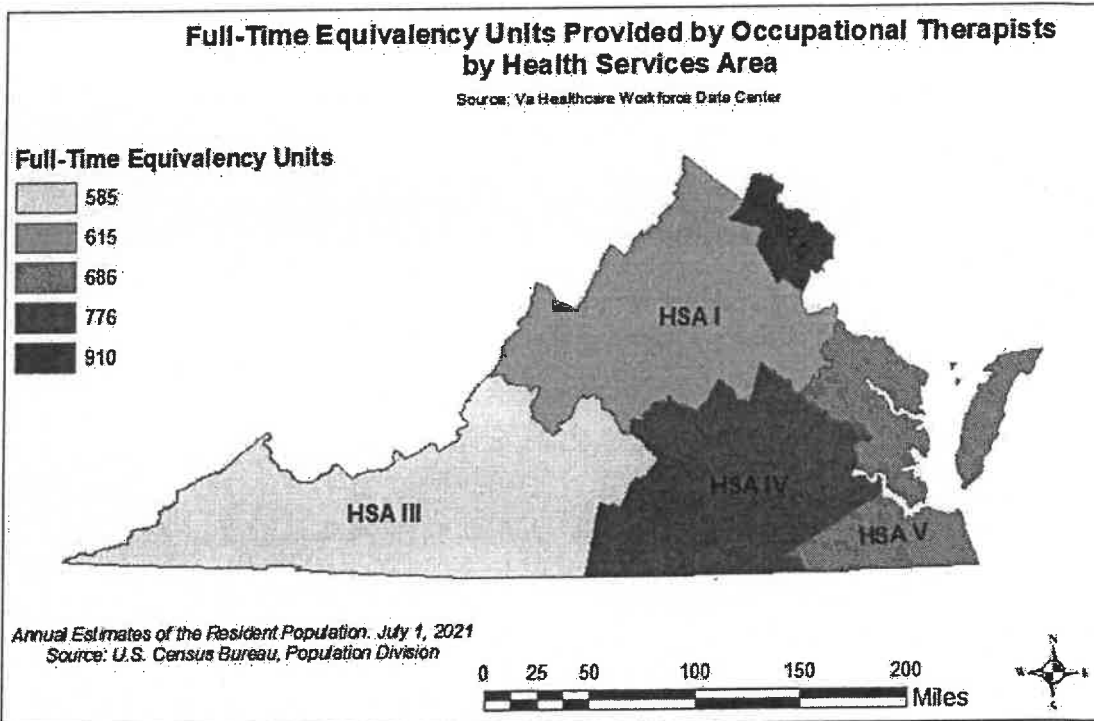 Full-Time Equivalency Units Provided by Occupational Therapists
by Health Services Area
Source: Va Healthcare Workforce Data Center
Full-Time Equivalency Units
585
615
686
776
910
HSA I
HSA III
HSA IV
HSA V
Annual Estimates of the Resident Population. July 1, 2021
Source: U.S. Census Bureau, Population Division
0 25 50 100 150 200
Miles
N
W E